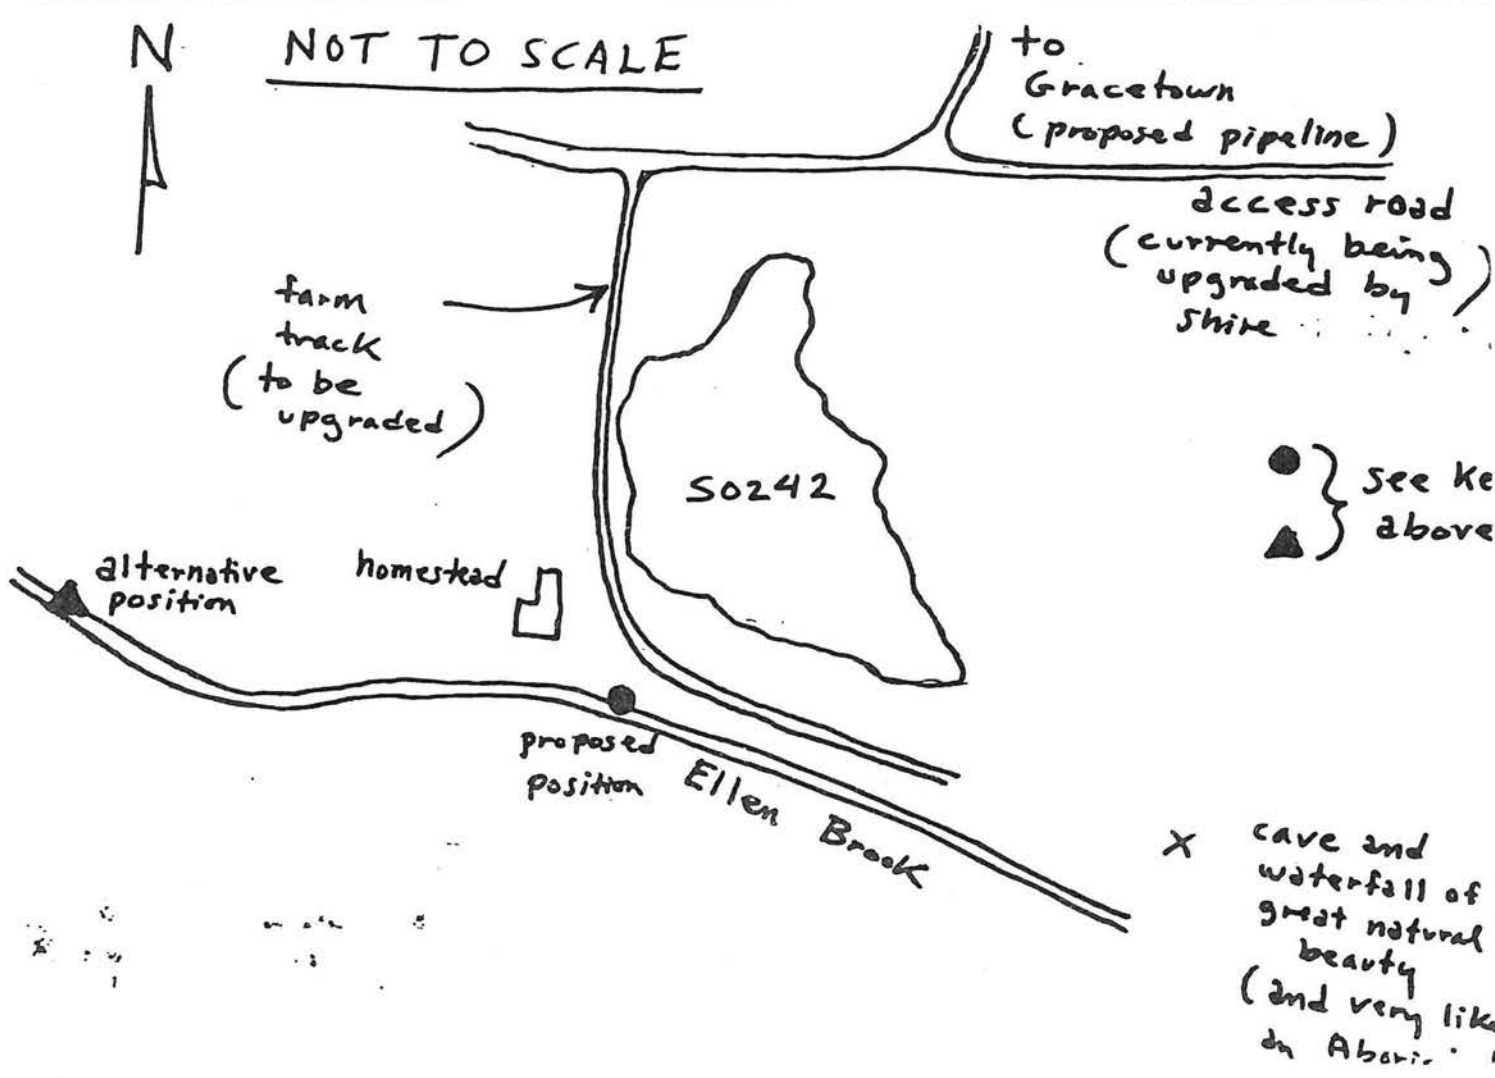 N
NOT TO SCALE
to
Gracetown
(proposed pipeline)
access road
(currently being
upgraded by)
shire
farm
track
(to be
upgraded)
S0242
see
above
alternative
position
homestead
proposed
position
Ellen Brook
X
cave and
waterfall of
great natural
beauty
(and very